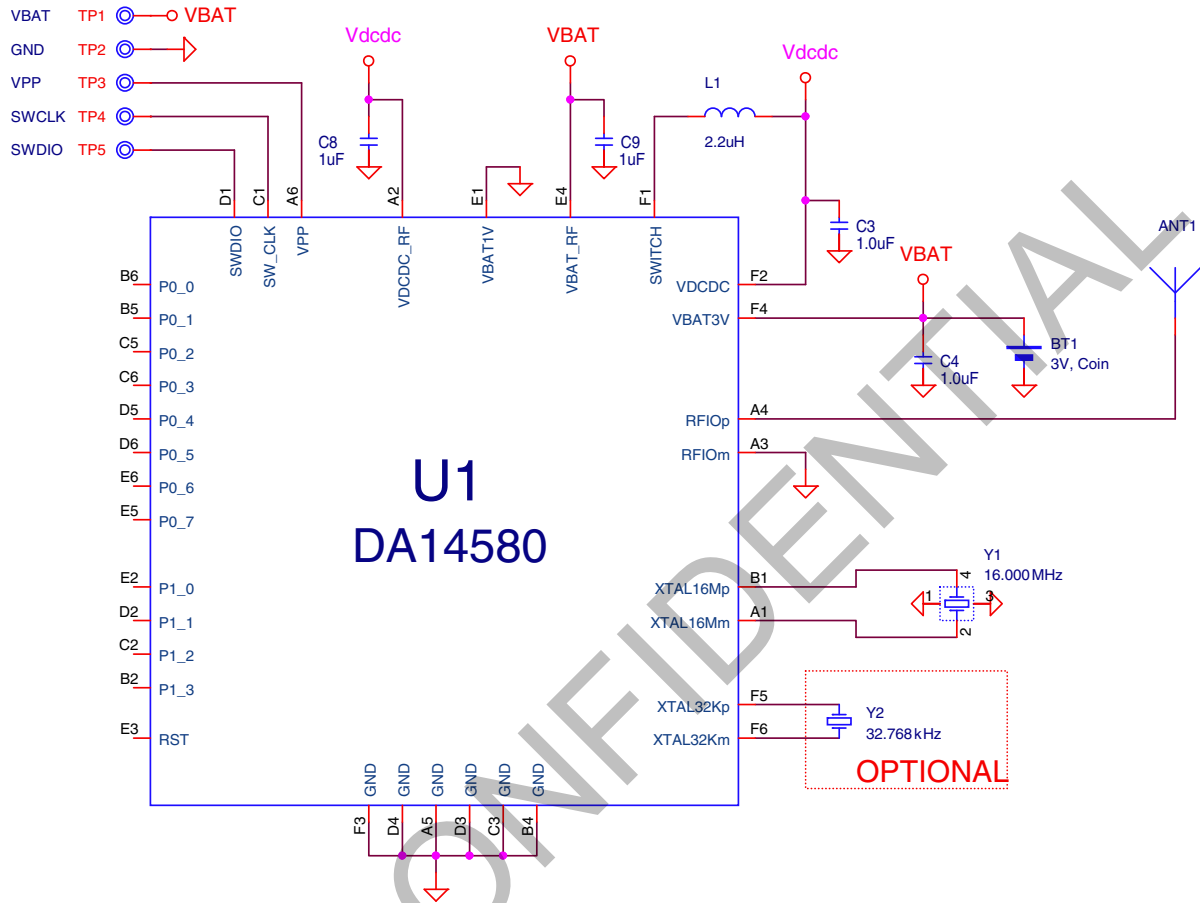 VBAT TP1 VBAT
GND TP2
VPP TP3
SWCLK TP4
SWDIO TP5
Vdcdc
C8
1uF
VBAT
C9
1uF
L1
2.2uH
Vdcdc
C3
1.0uF
VBAT
C4
1.0uF
BT1
3V, Coin
ANT1
D1 SWDIO
C1 SW_CLK
A6 VPP
A2 VDCDC_RF
E1 VBAT1V
E4 VBAT_RF
F1 SWITCH
B6 P0_0
B5 P0_1
C5 P0_2
C6 P0_3
D5 P0_4
D6 P0_5
E6 P0_6
E5 P0_7
E2 P1_0
D2 P1_1
C2 P1_2
B2 P1_3
E3 RST
U1
DA14580
VDCDC F2
VBAT3V F4
RFIOp A4
RFIOm A3
XTAL16Mp B1
XTAL16Mm A1
XTAL32Kp F5
XTAL32Km F6
Y1
16.000MHz
4
1 3
2
Y2
32.768kHz
OPTIONAL
GND GND GND GND GND GND
F3 D4 A5 D3 C3 B4
ONFIDENTIAL